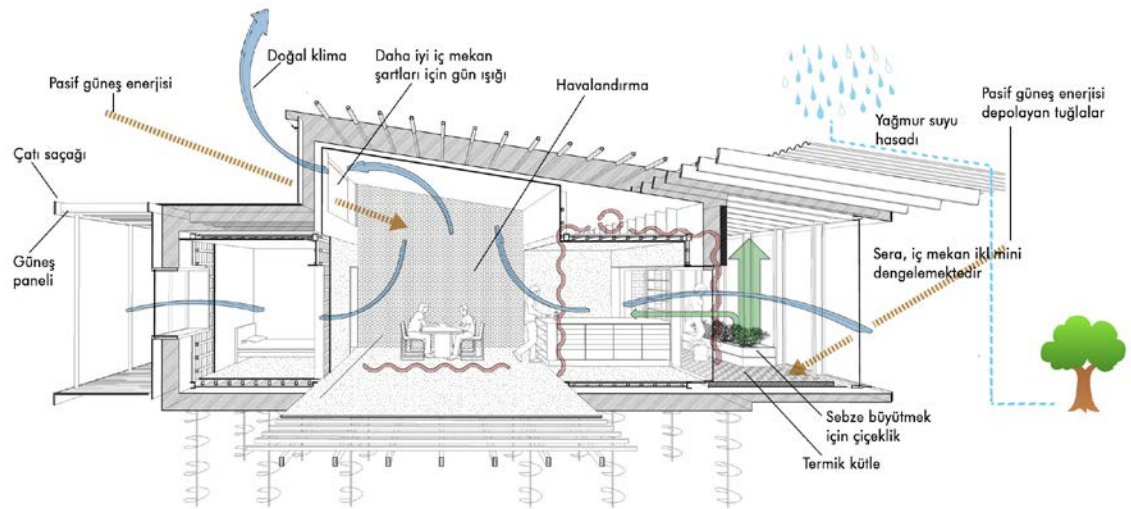 Doğal klima
Daha iyi iç mekan
şartları için gün ışığı
Pasif güneş enerjisi
Havalandırma
Pasif güneş enerjisi
depolayan tuğlalar
Yağmur suyu
hasadı
Çatı saçağı
Güneş
paneli
Sera, iç mekan iklimini
dengelemektedir
Sebze büyütmek
için çiçeklik
Termik kütle